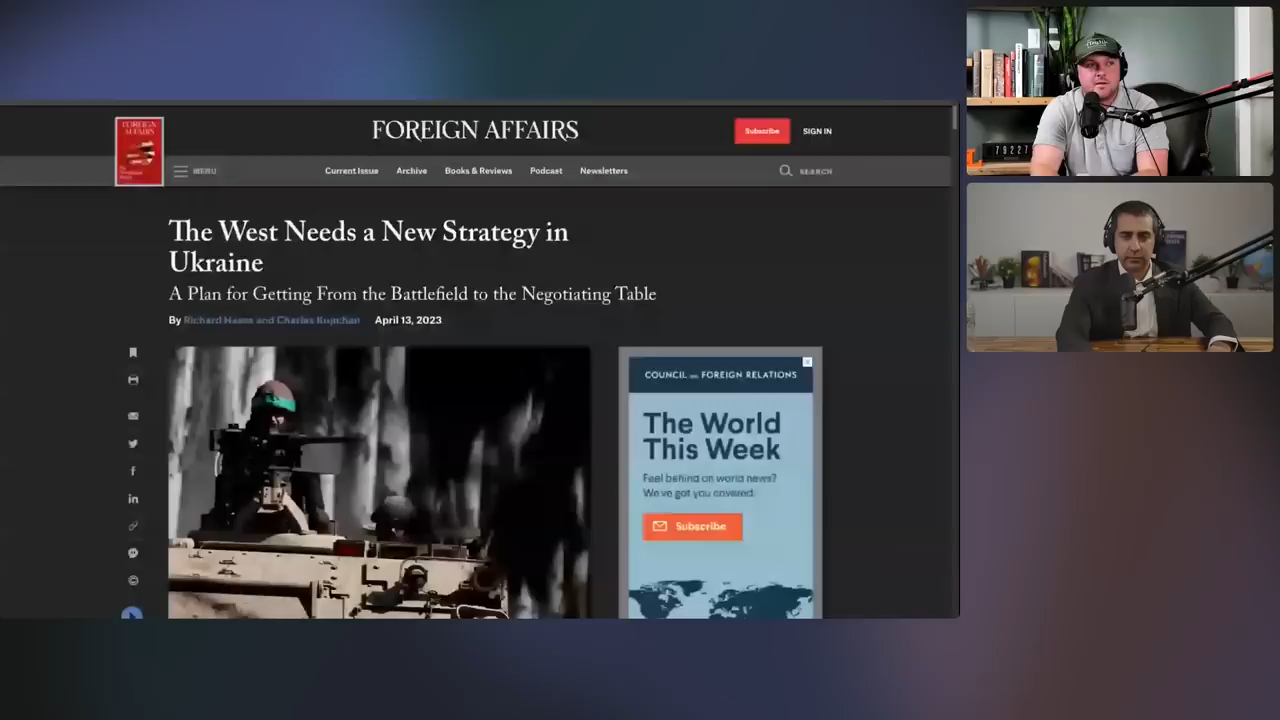 FOREIGN AFFAIRS
FOREIGN AFFAIRS
Subscribe
SIGN IN
MENU
Current Issue
Archive
Books & Reviews
Podcast
Newsletters
SEARCH
The West Needs a New Strategy in
Ukraine
A Plan for Getting From the Battlefield to the Negotiating Table
By Richard Haass and Charles Kupchan
April 13, 2023
COUNCIL on FOREIGN RELATIONS
The World
This Week
Feel behind on world news?
We've got you covered.
Subscribe
79227